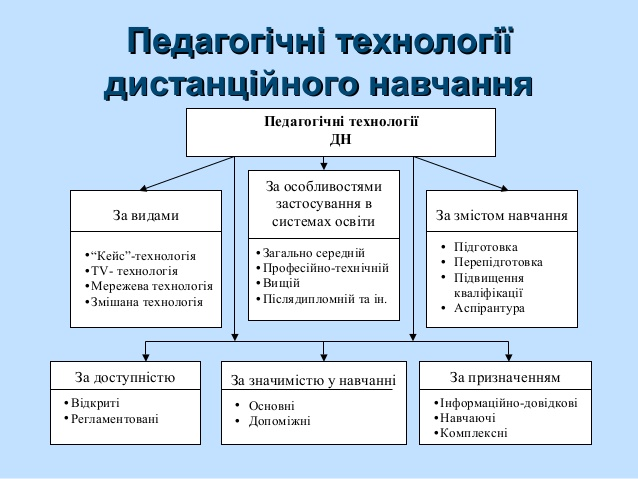 Педагогічні технології
дистанційного навчання
Педагогічні технології
ДН
За видами
•“Кейс”-технологія
•TV- технологія
•Мережева технологія
•Змішана технологія
За особливостями
застосування в
системах освіти
•Загально середній
•Професійно-технічній
•Вищій
•Післядипломній та ін.
За змістом навчання
• Підготовка
• Перепідготовка
• Підвищення
кваліфікації
• Аспірантура
За доступністю
•Відкриті
•Регламентовані
За значимістю у навчанні
• Основні
• Допоміжні
За призначенням
•Інформаційно-довідкові
•Навчаючі
•Комплексні